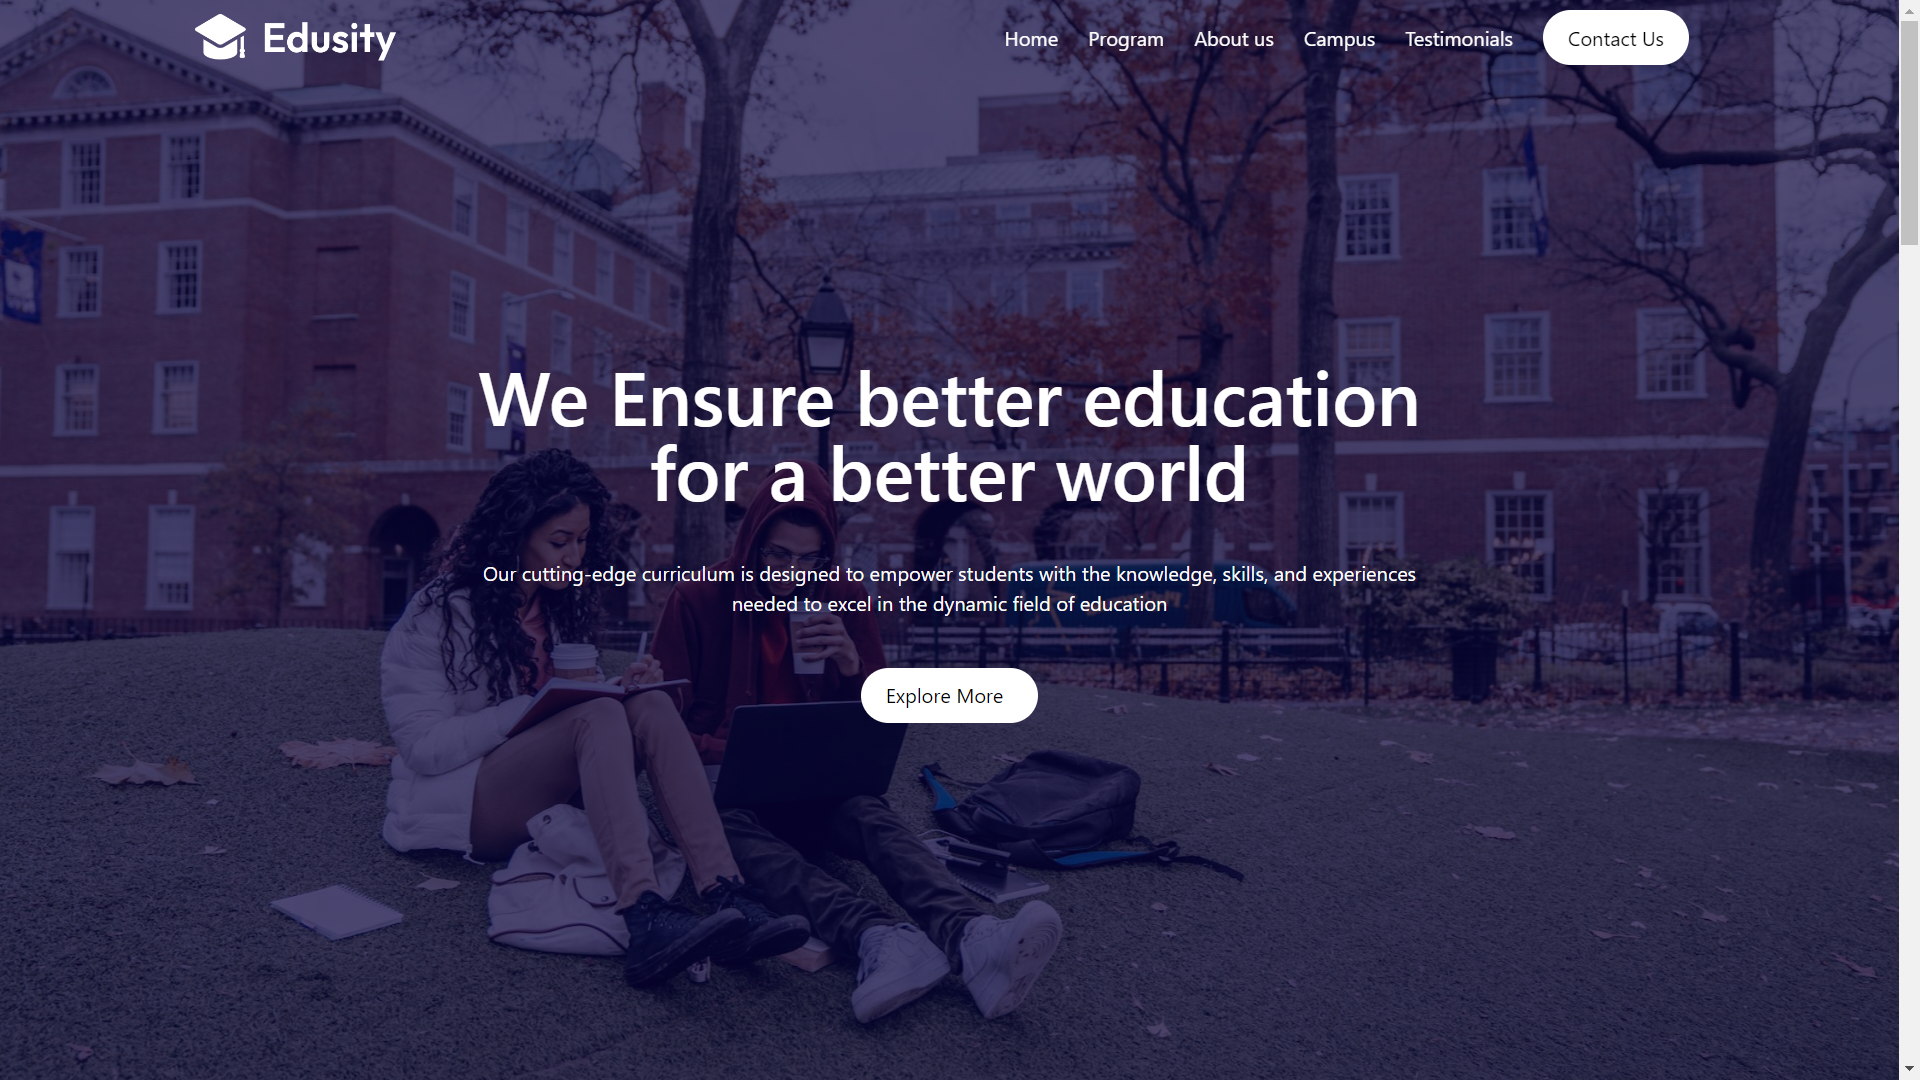 Edusity
Home Program About us Campus Testimonials Contact Us
We Ensure better education
for a better world
Our cutting-edge curriculum is designed to empower students with the knowledge, skills, and experiences
needed to excel in the dynamic field of education
Explore More